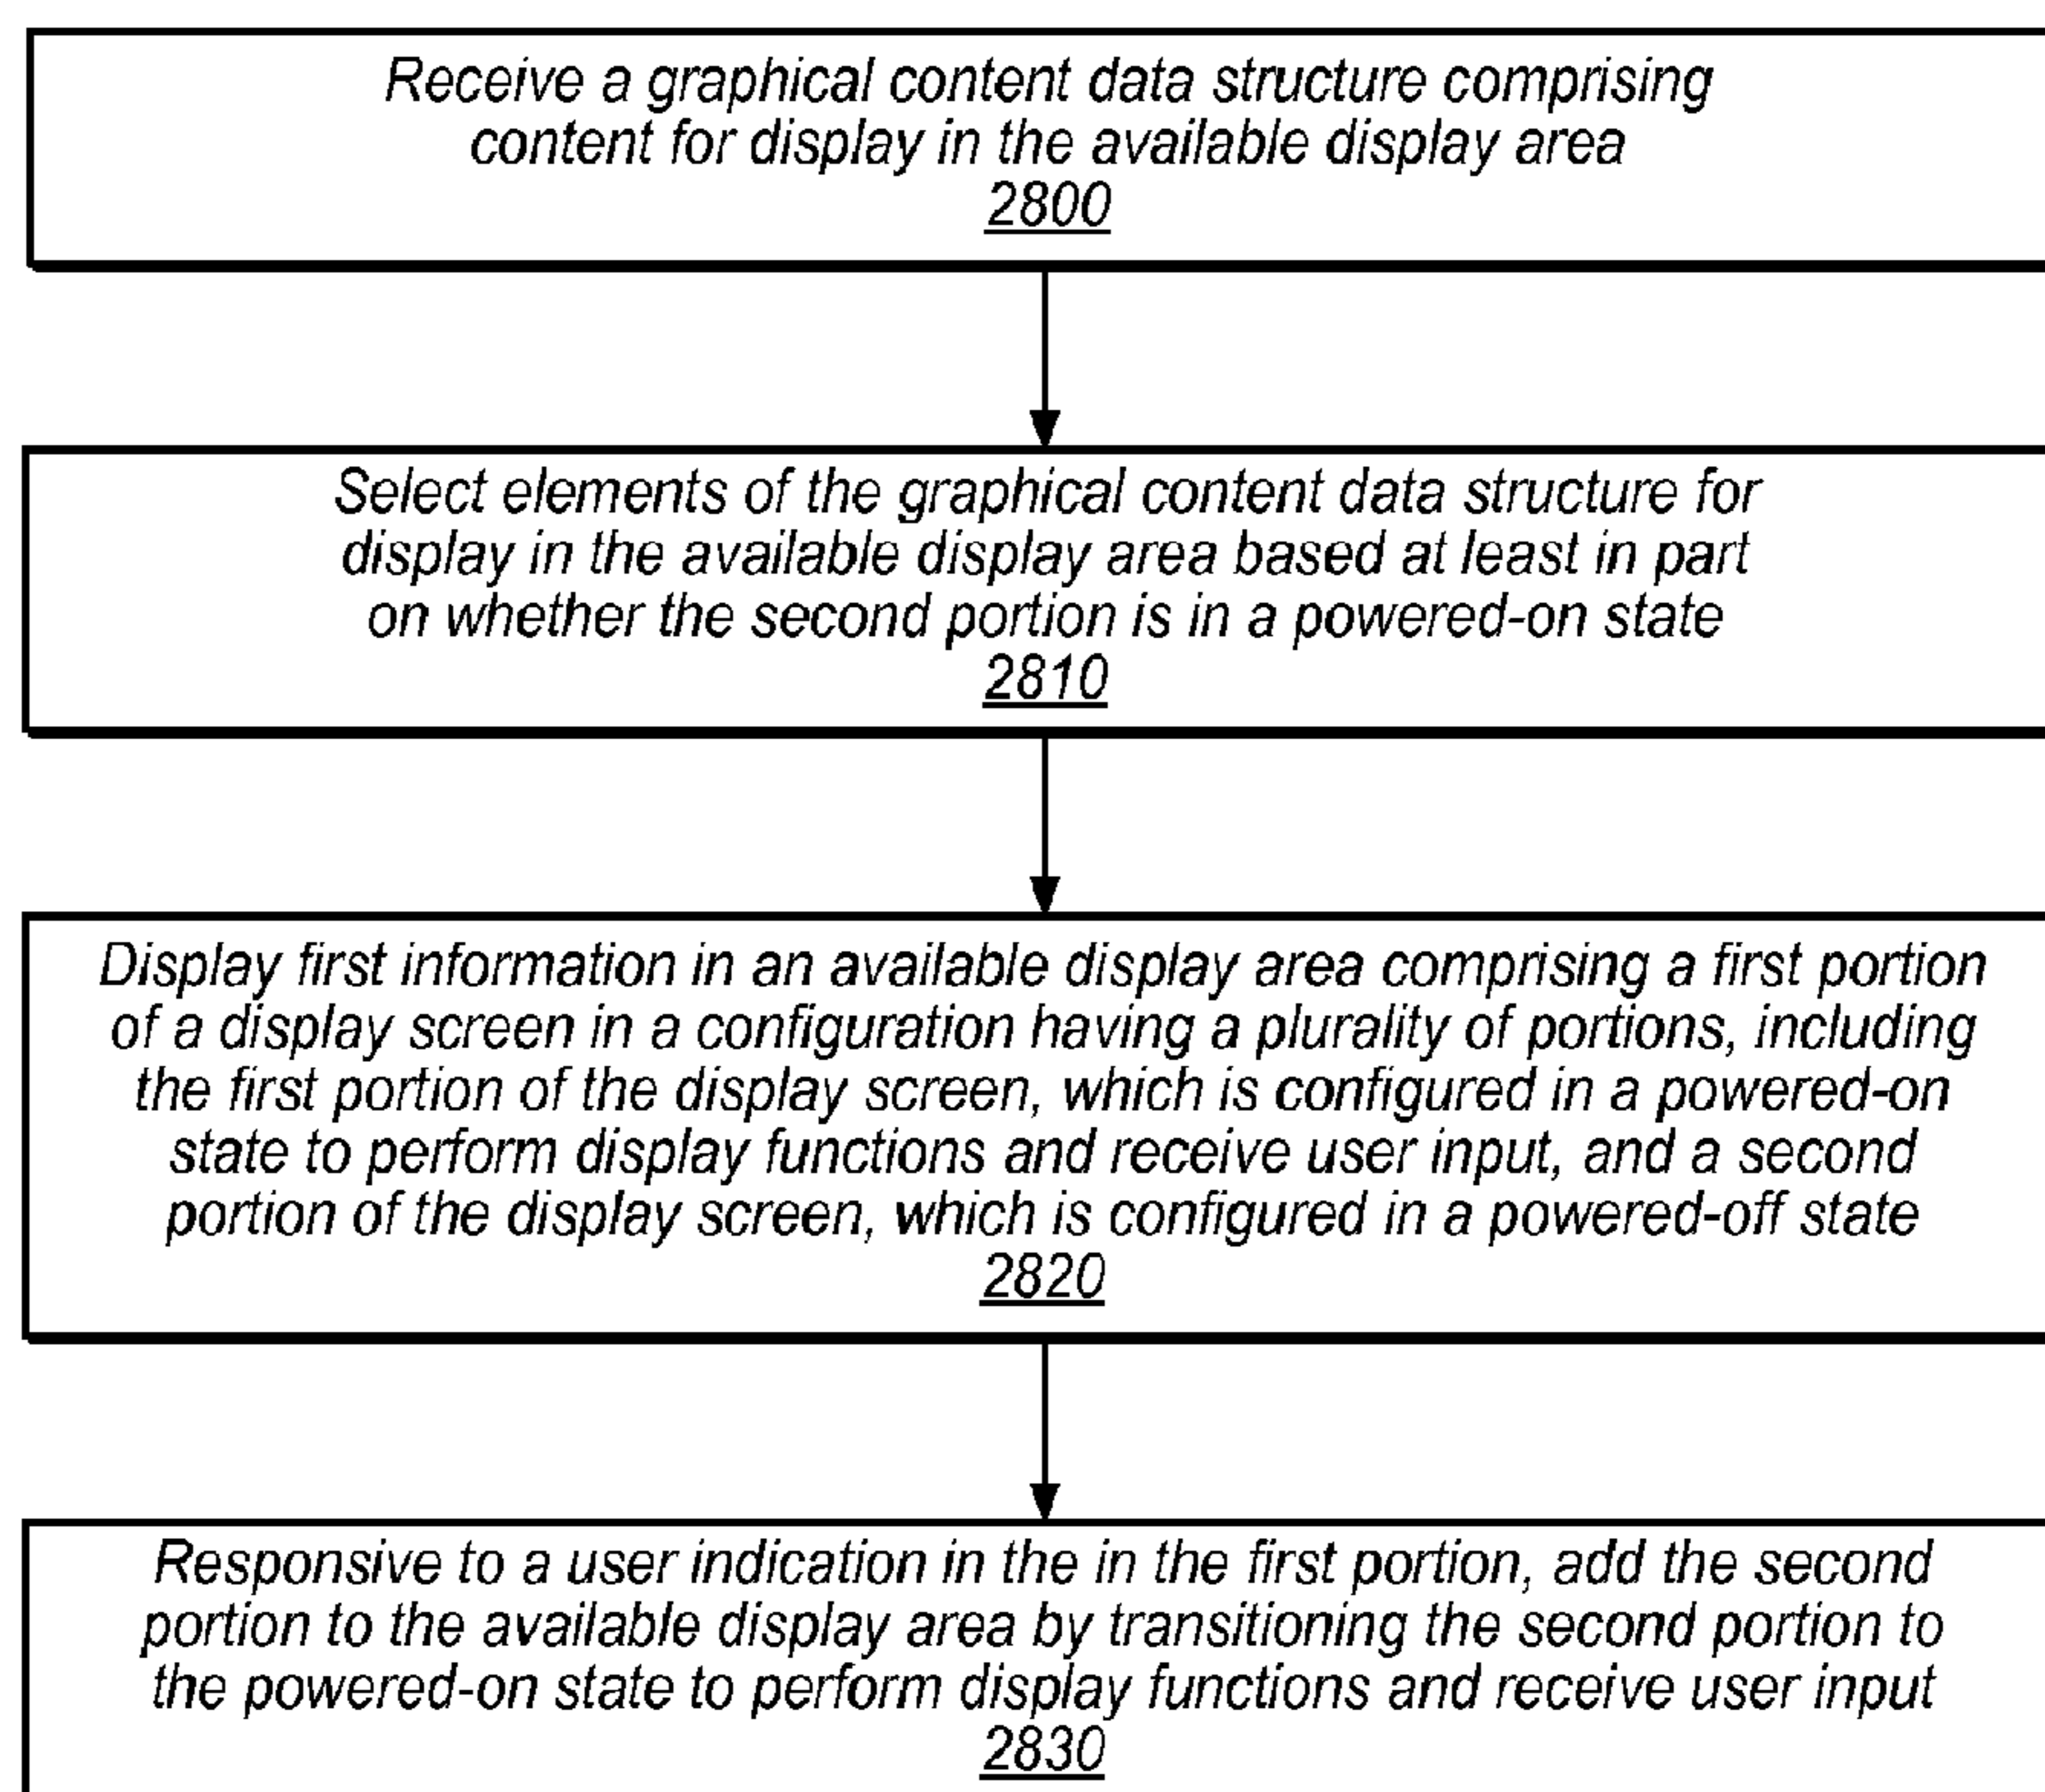 Receive a graphical content data structure comprising
content for display in the available display area
2800
Select elements of the graphical content data structure for
display in the available display area based at least in part
on whether the second portion is in a powered-on state
2810
Display first information in an available display area comprising a first portion
of a display screen in a configuration having a plurality of portions, including
the first portion of the display screen, which is configured in a powered-on
state to perform display functions and receive user input, and a second
portion of the display screen, which is configured in a powered-off state
2820
Responsive to a user indication in the in the first portion, add the second
portion to the available display area by transitioning the second portion to
the powered-on state to perform display functions and receive user input
2830